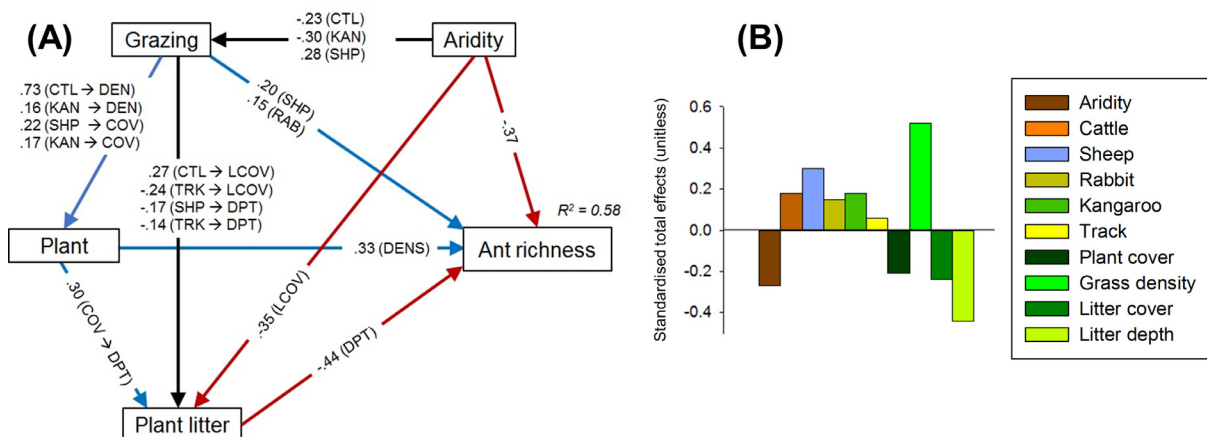 (A)
Grazing
Aridity
-.23 (CTL)
-.30 (KAN)
.28 (SHP)
.73 (CTL → DEN)
.16 (KAN → DEN)
.22 (SHP → COV)
.17 (KAN → COV)
.20 (SHP)
.15 (RAB)
-.37
.27 (CTL → LCOV)
-.24 (TRK → LCOV)
-.17 (SHP → DPT)
-.14 (TRK → DPT)
R² = 0.58
Plant
.33 (DENS)
Ant richness
.30 (COV → DPT)
.35 (LCOV)
-.44 (DPT)
Plant litter
(B)
Standardised total effects (unitless)
0.6
0.4
0.2
0.0
-0.2
-0.4
Aridity
Cattle
Sheep
Rabbit
Kangaroo
Track
Plant cover
Grass density
Litter cover
Litter depth